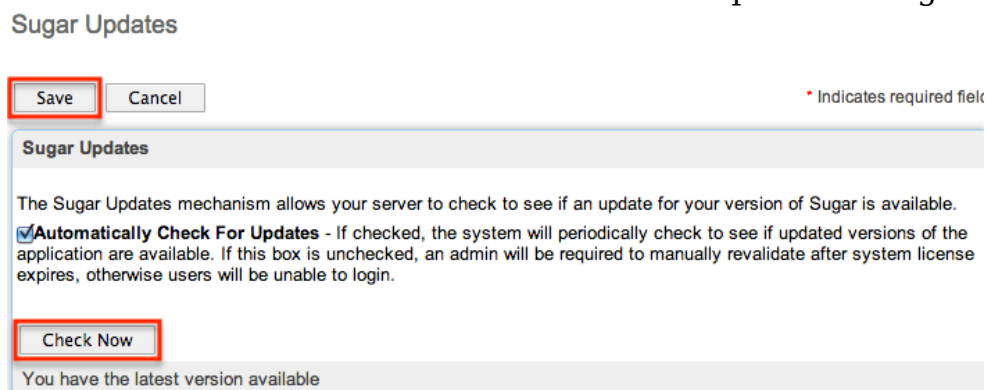 Sugar Updates
Save Cancel * Indicates required field
Sugar Updates
The Sugar Updates mechanism allows your server to check to see if an update for your version of Sugar is available.
Automatically Check For Updates - If checked, the system will periodically check to see if updated versions of the
application are available. If this box is unchecked, an admin will be required to manually revalidate after system license
expires, otherwise users will be unable to login.
Check Now
You have the latest version available